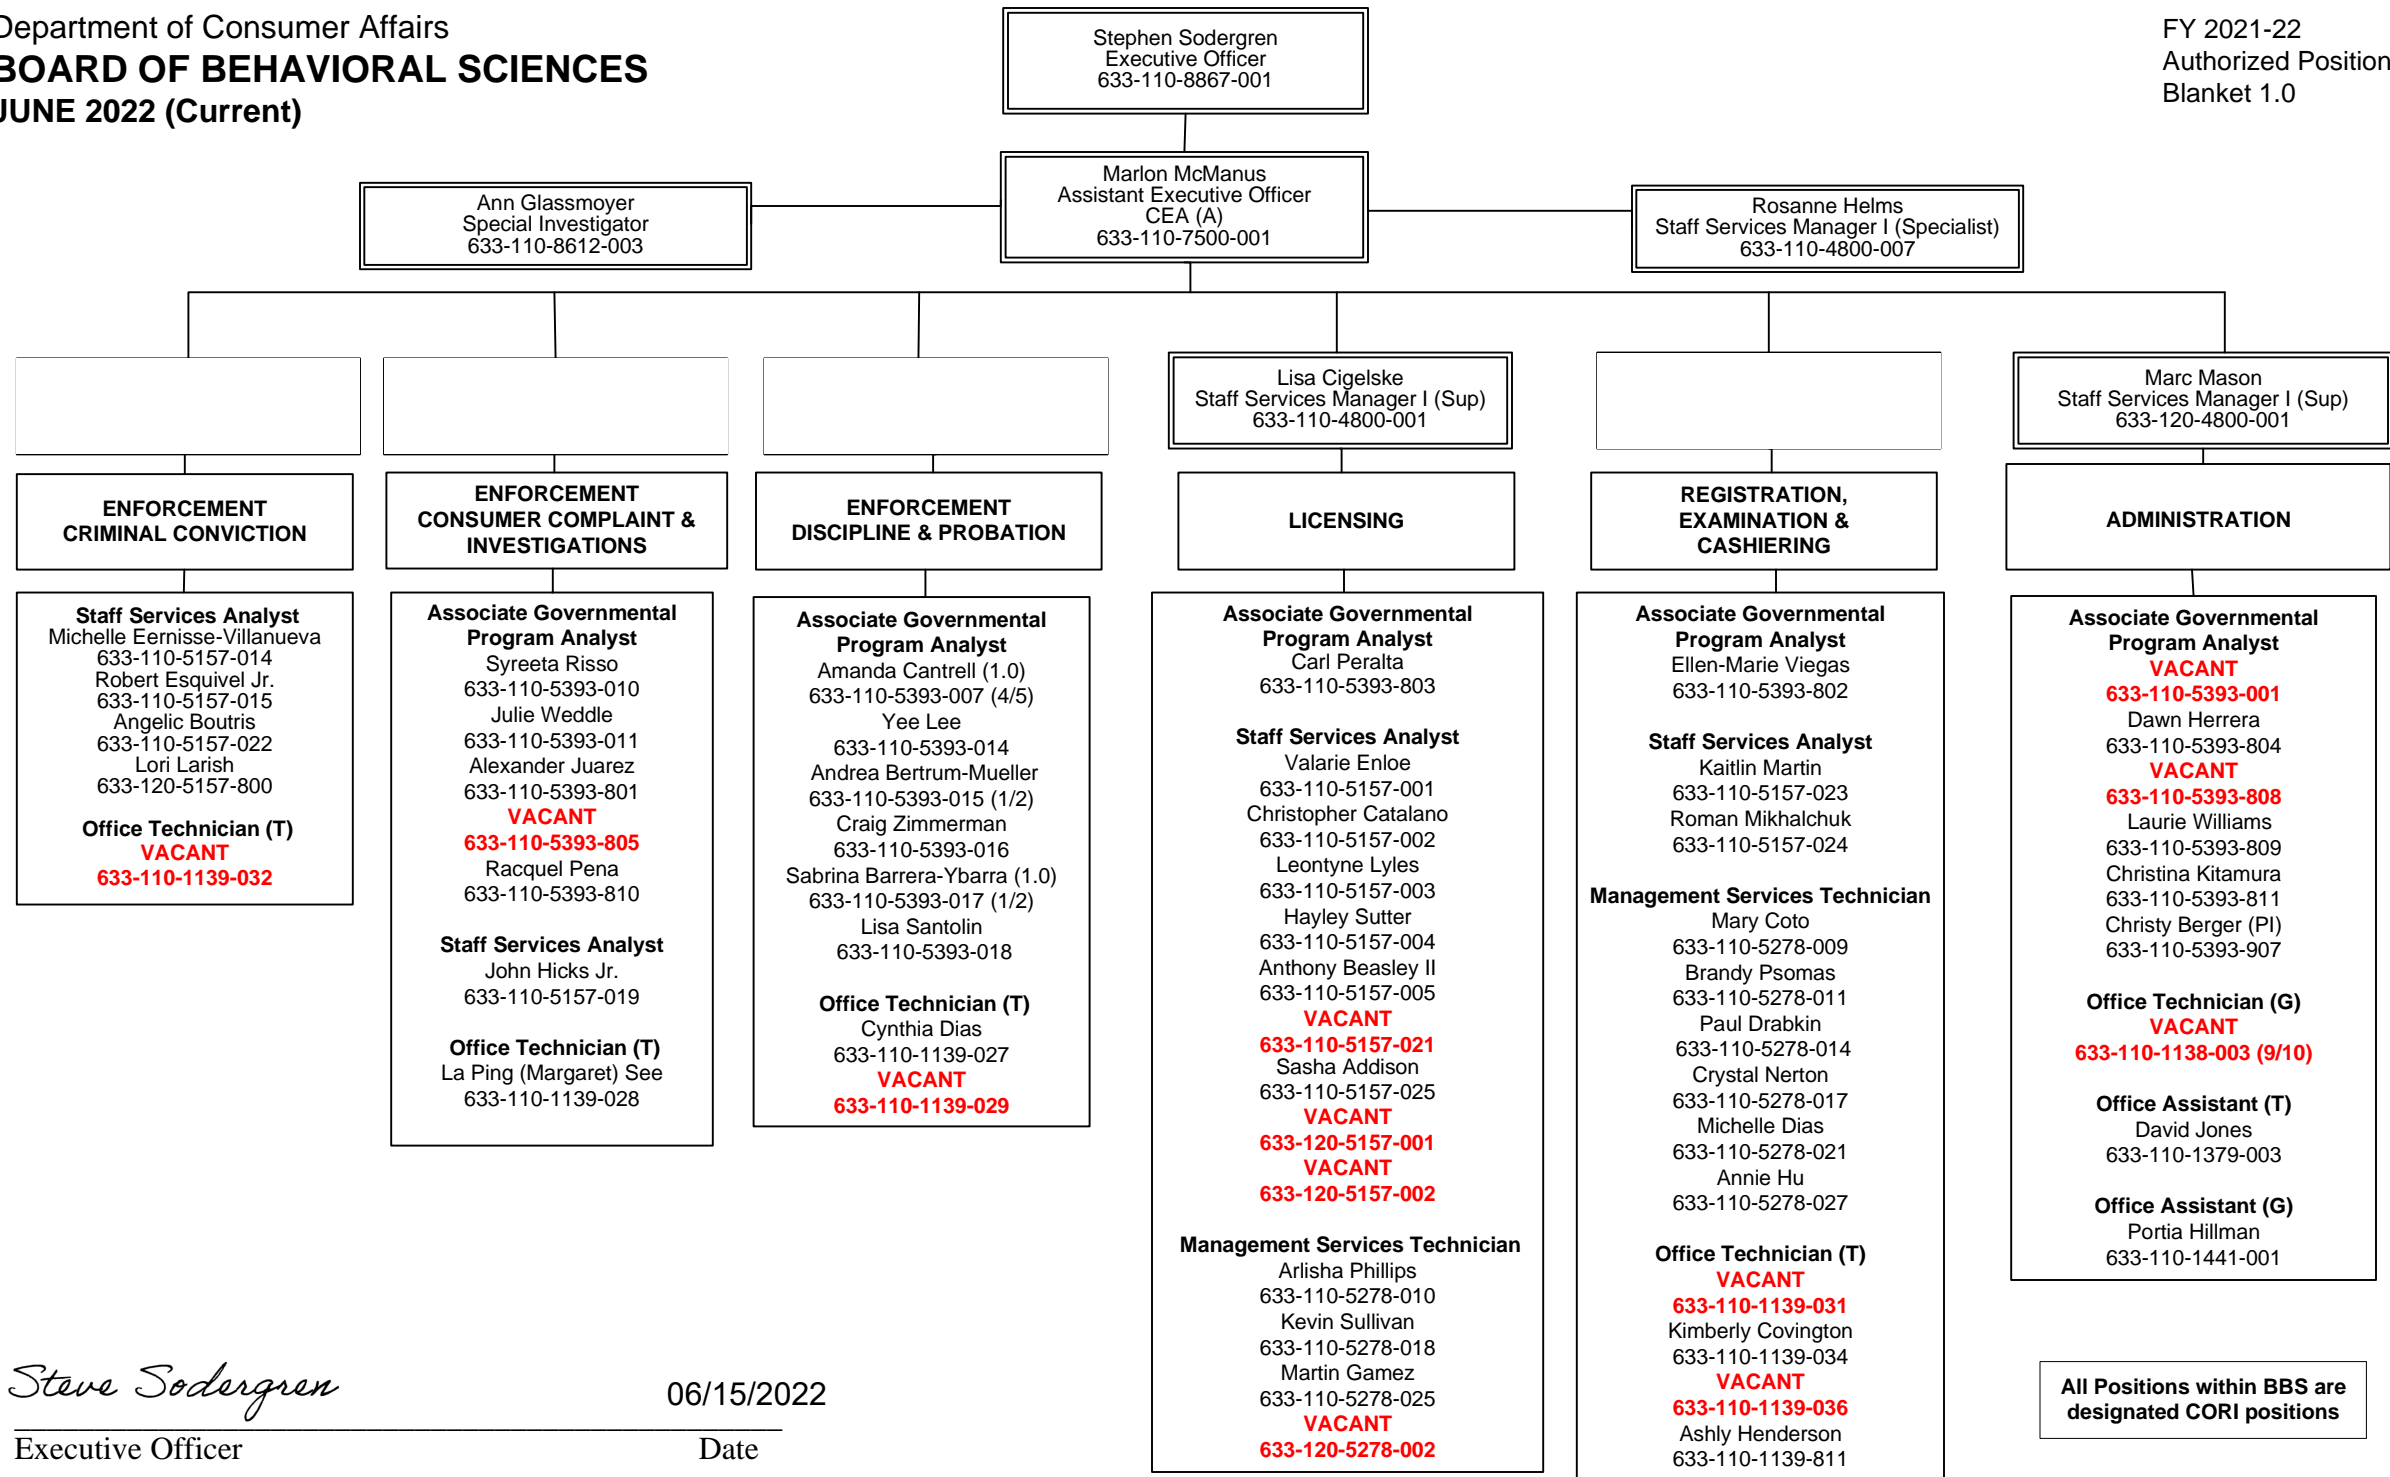 Department of Consumer Affairs
BOARD OF BEHAVIORAL SCIENCES
JUNE 2022 (Current)
FY 2021-22
Authorized Position
Blanket 1.0
Stephen Sodergren
Executive Officer
633-110-8867-001
Marlon McManus
Assistant Executive Officer
CEA (A)
633-110-7500-001
Ann Glassmoyer
Special Investigator
633-110-8612-003
Rosanne Helms
Staff Services Manager I (Specialist)
633-110-4800-007
Lisa Cigelske
Staff Services Manager I (Sup)
633-110-4800-001
Marc Mason
Staff Services Manager I (Sup)
633-120-4800-001
ENFORCEMENT
CRIMINAL CONVICTION
Staff Services Analyst
Michelle Eernisse-Villanueva
633-110-5157-014
Robert Esquivel Jr.
633-110-5157-015
Angelic Boutris
633-110-5157-022
Lori Larish
633-120-5157-800
Office Technician (T)
VACANT
633-110-1139-032
ENFORCEMENT
CONSUMER COMPLAINT &
INVESTIGATIONS
Associate Governmental
Program Analyst
Syreeta Risso
633-110-5393-010
Julie Weddle
633-110-5393-011
Alexander Juarez
633-110-5393-801
VACANT
633-110-5393-805
Racquel Pena
633-110-5393-810
Staff Services Analyst
John Hicks Jr.
633-110-5157-019
Office Technician (T)
La Ping (Margaret) See
633-110-1139-028
ENFORCEMENT
DISCIPLINE & PROBATION
Associate Governmental
Program Analyst
Amanda Cantrell (1.0)
633-110-5393-007 (4/5)
Yee Lee
633-110-5393-014
Andrea Bertrum-Mueller
633-110-5393-015 (1/2)
Craig Zimmerman
633-110-5393-016
Sabrina Barrera-Ybarra (1.0)
633-110-5393-017 (1/2)
Lisa Santolin
633-110-5393-018
Office Technician (T)
Cynthia Dias
633-110-1139-027
VACANT
633-110-1139-029
LICENSING
Associate Governmental
Program Analyst
Carl Peralta
633-110-5393-803
Staff Services Analyst
Valarie Enloe
633-110-5157-001
Christopher Catalano
633-110-5157-002
Leontyne Lyles
633-110-5157-003
Hayley Sutter
633-110-5157-004
Anthony Beasley II
633-110-5157-005
VACANT
633-110-5157-021
Sasha Addison
633-110-5157-025
VACANT
633-120-5157-001
VACANT
633-120-5157-002
Management Services Technician
Arlisha Phillips
633-110-5278-010
Kevin Sullivan
633-110-5278-018
Martin Gamez
633-110-5278-025
VACANT
633-120-5278-002
REGISTRATION,
EXAMINATION &
CASHIERING
Associate Governmental
Program Analyst
Ellen-Marie Viegas
633-110-5393-802
Staff Services Analyst
Kaitlin Martin
633-110-5157-023
Roman Mikhalchuk
633-110-5157-024
Management Services Technician
Mary Coto
633-110-5278-009
Brandy Psomas
633-110-5278-011
Paul Drabkin
633-110-5278-014
Crystal Nerton
633-110-5278-017
Michelle Dias
633-110-5278-021
Annie Hu
633-110-5278-027
Office Technician (T)
VACANT
633-110-1139-031
Kimberly Covington
633-110-1139-034
VACANT
633-110-1139-036
Ashly Henderson
633-110-1139-811
ADMINISTRATION
Associate Governmental
Program Analyst
VACANT
633-110-5393-001
Dawn Herrera
633-110-5393-804
VACANT
633-110-5393-808
Laurie Williams
633-110-5393-809
Christina Kitamura
633-110-5393-811
Christy Berger (PI)
633-110-5393-907
Office Technician (G)
VACANT
633-110-1138-003 (9/10)
Office Assistant (T)
David Jones
633-110-1379-003
Office Assistant (G)
Portia Hillman
633-110-1441-001
All Positions within BBS are
designated CORI positions
Steve Sodergren 06/15/2022
Executive Officer Date